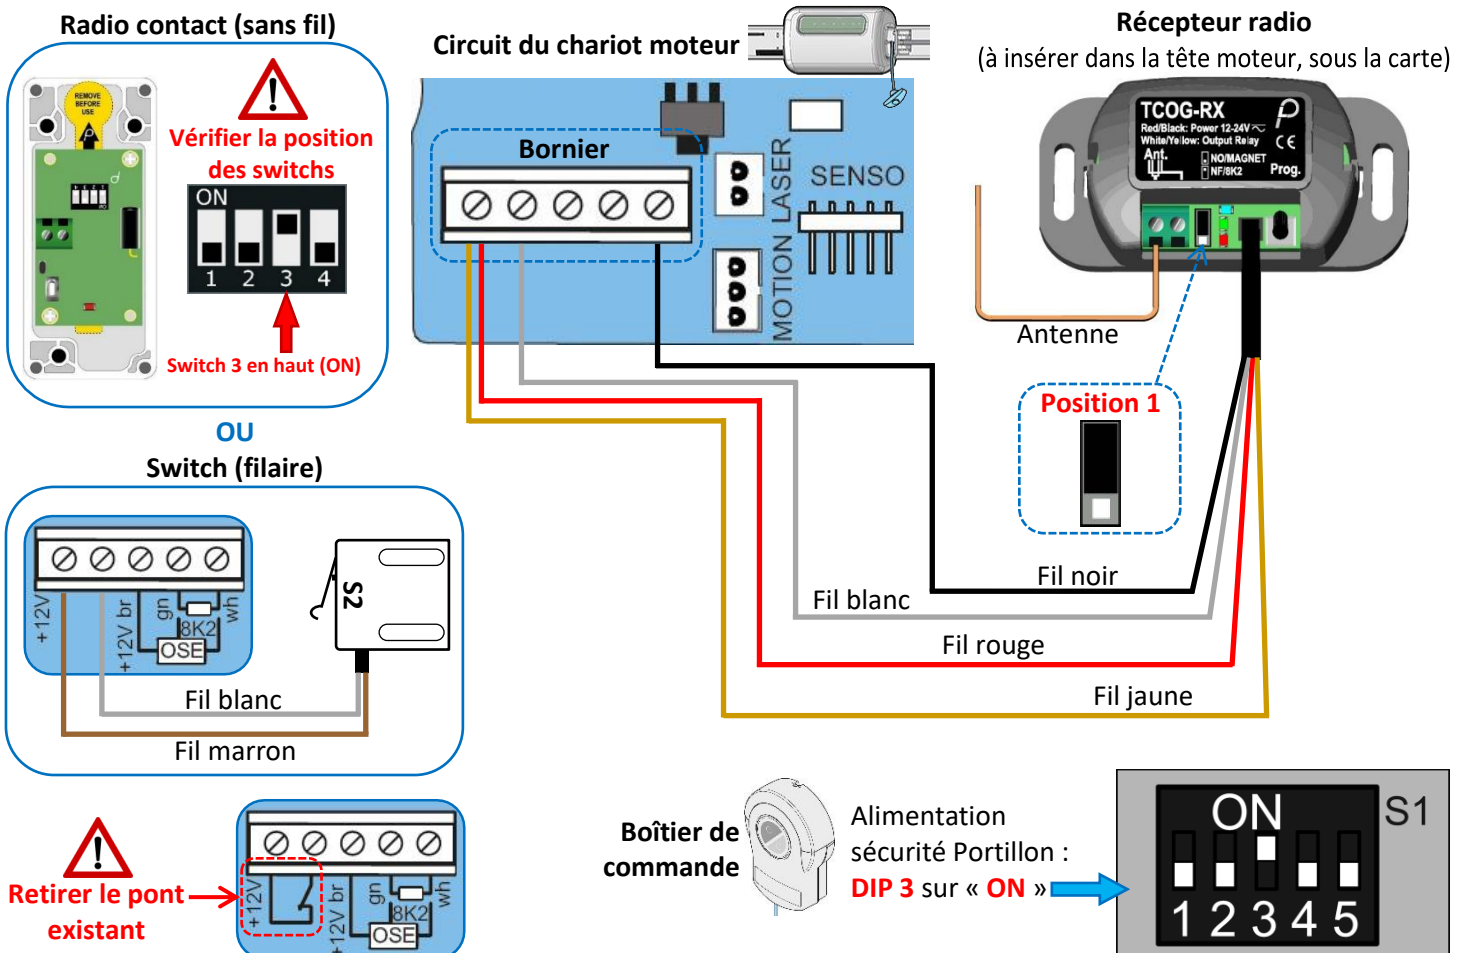 Radio contact (sans fil)
REMOVE
BEFORE
USE
Vérifier la position
des switchs
ON
1 2 3 4
Switch 3 en haut (ON)
OU
Switch (filaire)
+12V
+12V br
gn
8K2
OSE
wh
S2
Fil blanc
Fil marron
Retirer le pont
existant
+12V
+12V br
gn
8K2
OSE
wh
Circuit du chariot moteur
Bornier
MOTION LASER
SENSO
Récepteur radio
(à insérer dans la tête moteur, sous la carte)
TCOG-RX
Red/Black: Power 12-24V
White/Yellow: Output Relay
CE
Ant.
NO/MAGNET
NF/8K2
Prog.
Antenne
Position 1
Fil noir
Fil blanc
Fil rouge
Fil jaune
Boîtier de
commande
Alimentation
sécurité Portillon :
DIP 3 sur « ON »
ON
S1
1 2 3 4 5